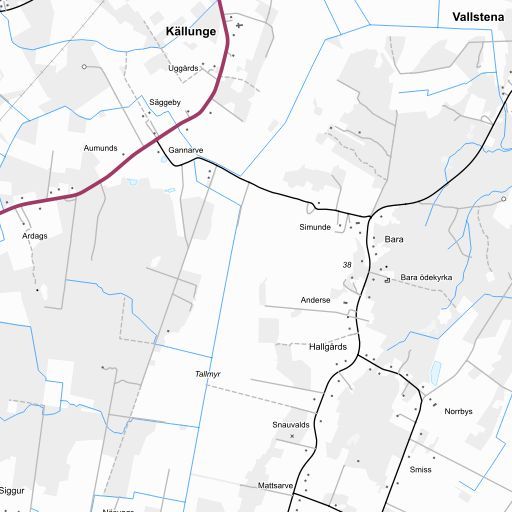 Vallstena
Källunge
Uggårds
Säggeby
Aumunds
Gannarve
Ardags
Simunde
Bara
38
Bara ödekyrka
Anderse
Hallgårds
Tallmyr
Norrbys
Snauvalds
Smiss
Mattsarve
Siggur